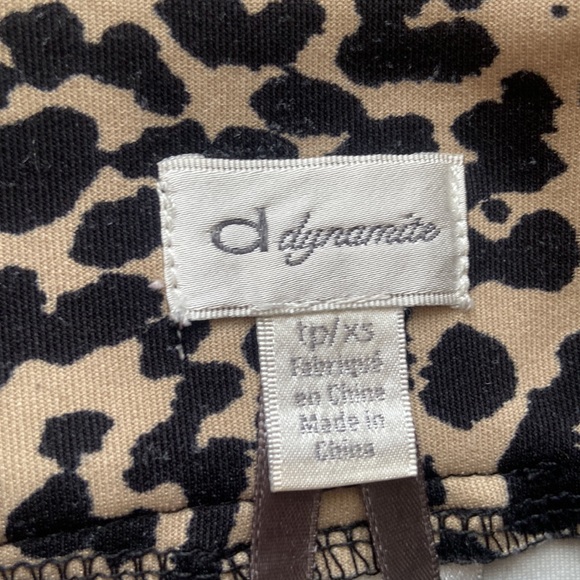 d dynamite
tp/xs
Fabriqué
en Chine
Made in
China